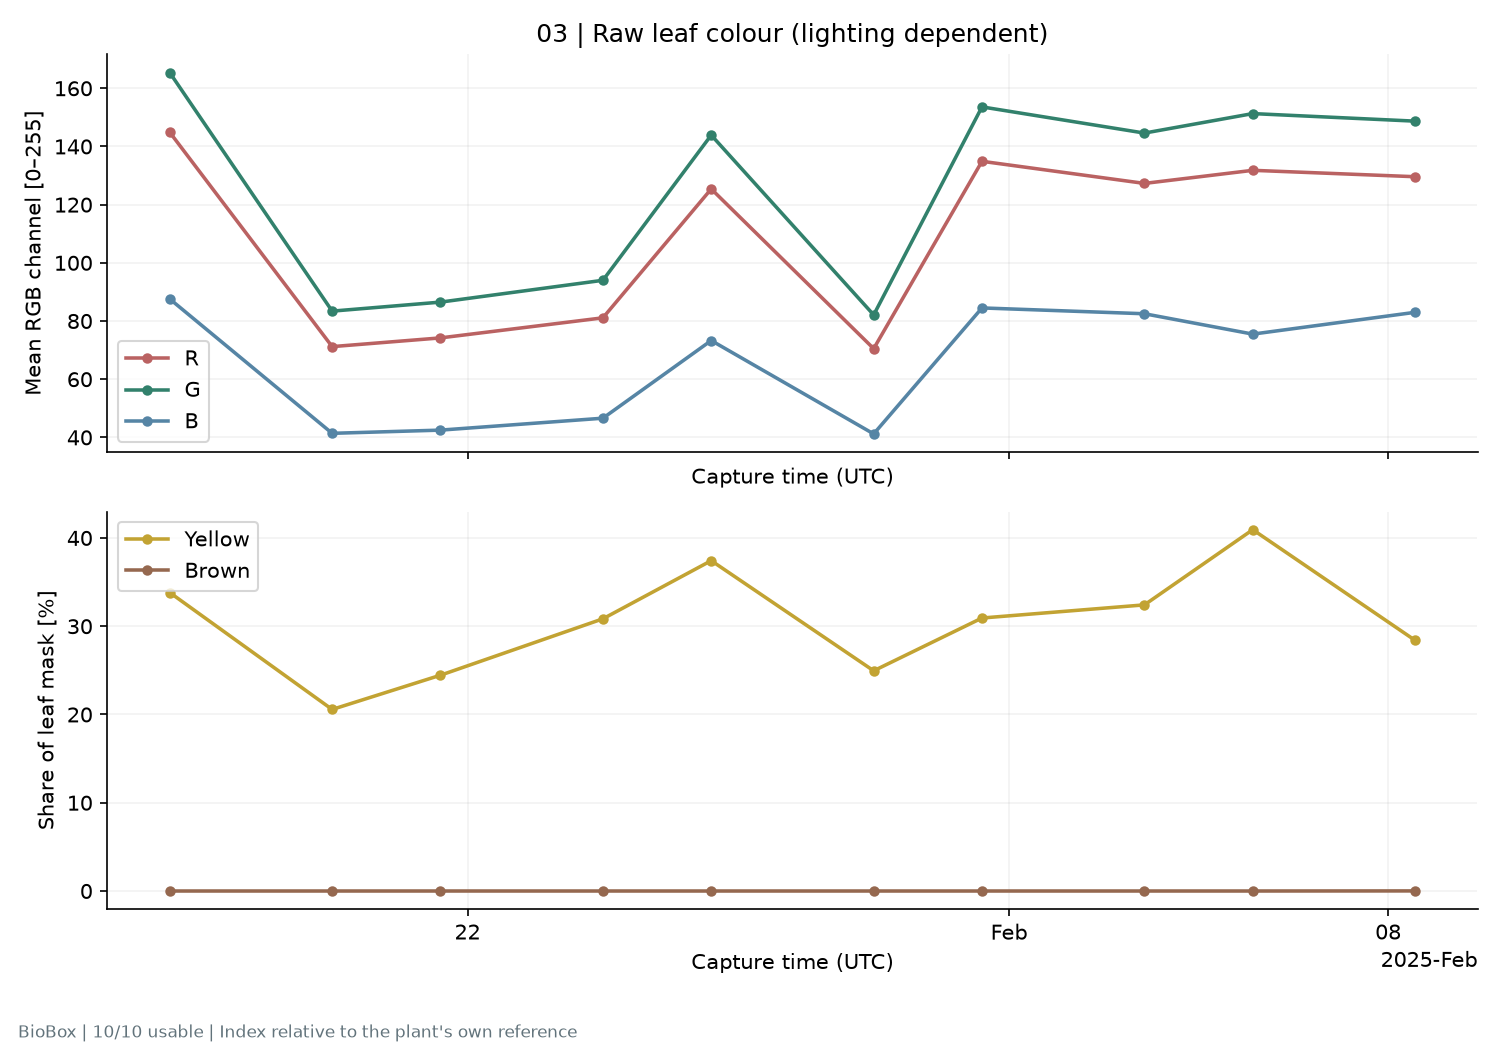 03 | Raw leaf colour (lighting dependent)
Mean RGB channel [0–255]
160
140
120
100
80
60
40
R
G
B
Capture time (UTC)
Share of leaf mask [%]
40
30
20
10
0
Yellow
Brown
22
Feb
08
2025-Feb
Capture time (UTC)
BioBox | 10/10 usable | Index relative to the plant's own reference